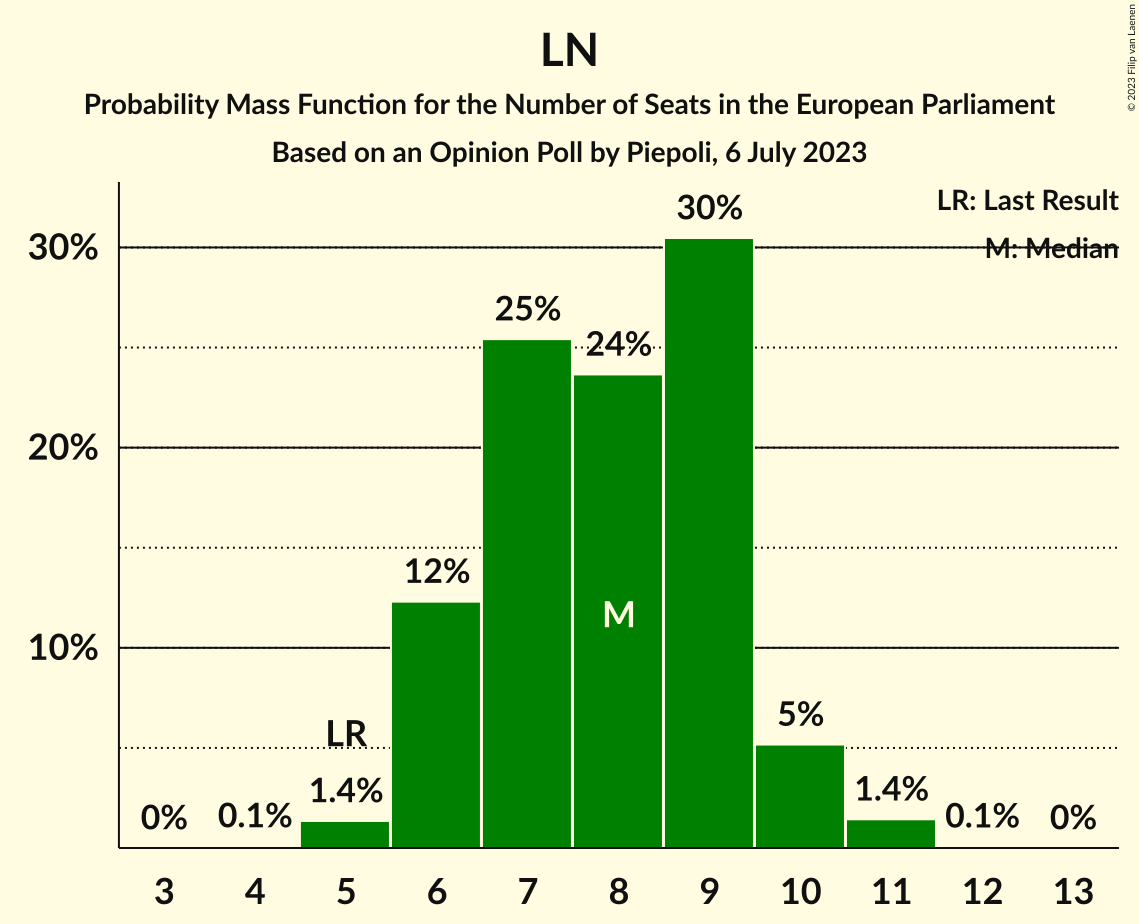 LN
Probability Mass Function for the Number of Seats in the European Parliament
Based on an Opinion Poll by Piepoli, 6 July 2023
© 2023 Filip van Laenen
LR: Last Result
M: Median
30%
20%
10%
0%
0.1%
LR
1.4%
12%
25%
24%
M
30%
5%
1.4%
0.1%
0%
3 4 5 6 7 8 9 10 11 12 13